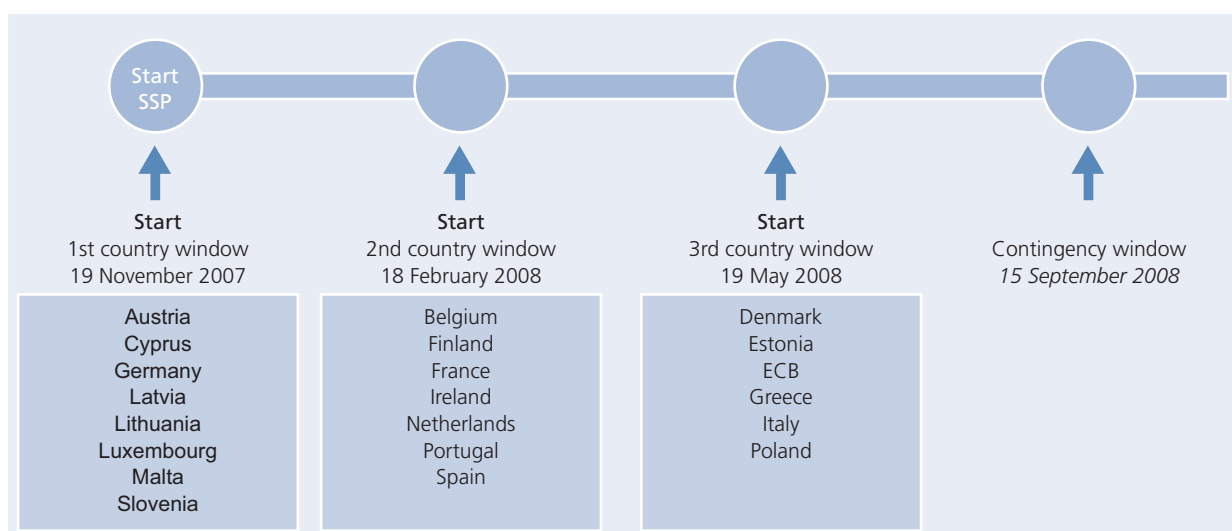 Start
SSP
Start
1st country window
19 November 2007
Austria
Cyprus
Germany
Latvia
Lithuania
Luxembourg
Malta
Slovenia
Start
2nd country window
18 February 2008
Belgium
Finland
France
Ireland
Netherlands
Portugal
Spain
Start
3rd country window
19 May 2008
Denmark
Estonia
ECB
Greece
Italy
Poland
Contingency window
15 September 2008